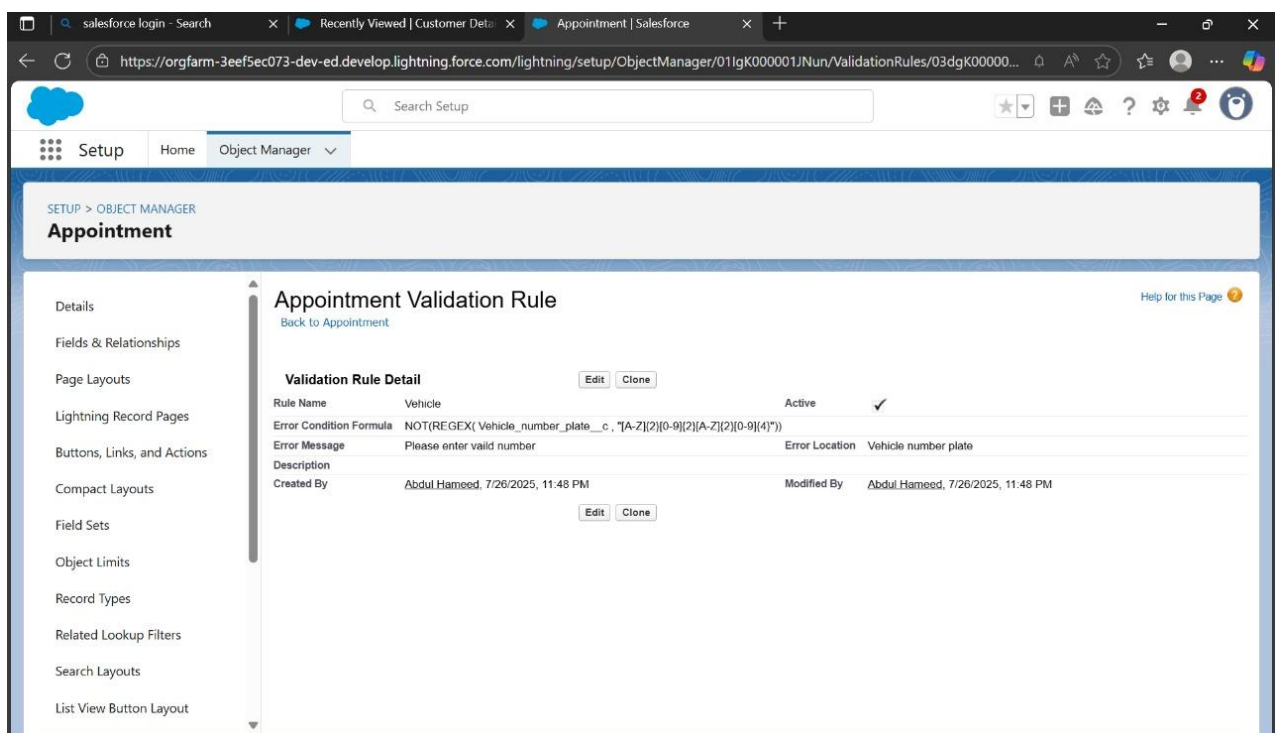 salesforce login - Search
Recently Viewed | Customer Detai
Appointment | Salesforce
https://orgfarm-3eef5ec073-dev-ed.develop.lightning.force.com/lightning/setup/ObjectManager/01IgK000001JNun/ValidationRules/03dgK00000...
Search Setup
2
Setup Home Object Manager
SETUP > OBJECT MANAGER
Appointment
Details
Fields & Relationships
Page Layouts
Lightning Record Pages
Buttons, Links, and Actions
Compact Layouts
Field Sets
Object Limits
Record Types
Related Lookup Filters
Search Layouts
List View Button Layout
Appointment Validation Rule
Back to Appointment
Help for this Page
Validation Rule Detail Edit Clone
Rule Name Vehicle Active
Error Condition Formula NOT(REGEX( Vehicle_number_plate__c , "[A-Z]{2}[0-9]{2}[A-Z]{2}[0-9]{4}"))
Error Message Please enter vaild number Error Location Vehicle number plate
Description
Created By Abdul Hameed, 7/26/2025, 11:48 PM Modified By Abdul Hameed, 7/26/2025, 11:48 PM
Edit Clone